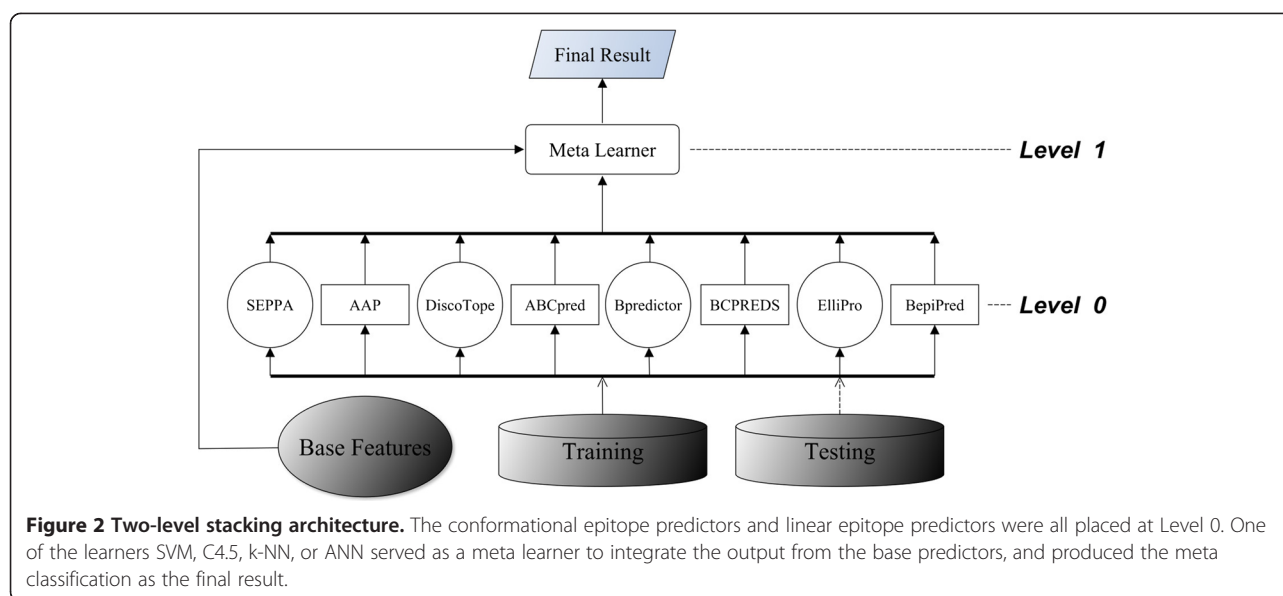 Final Result
Meta Learner
Level 1
SEPPA
AAP
DiscoTope
ABCpred
Bpredictor
BCPREDS
ElliPro
BepiPred
Level 0
Base Features
Training
Testing
Figure 2 Two-level stacking architecture. The conformational epitope predictors and linear epitope predictors were all placed at Level 0. One
of the learners SVM, C4.5, k-NN, or ANN served as a meta learner to integrate the output from the base predictors, and produced the meta
classification as the final result.